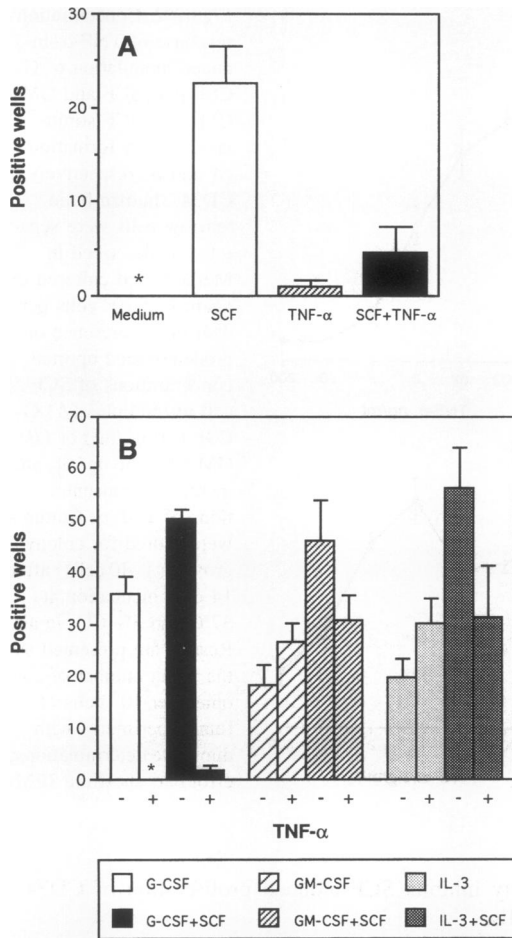 A
Positive wells
30
20
10
0
*
Medium SCF TNF-α SCF+TNF-α
B
Positive wells
70
60
50
40
30
20
10
0
*
- + - + - + - + - + - +
TNF-α
G-CSF GM-CSF IL-3
G-CSF+SCF GM-CSF+SCF IL-3+SCF